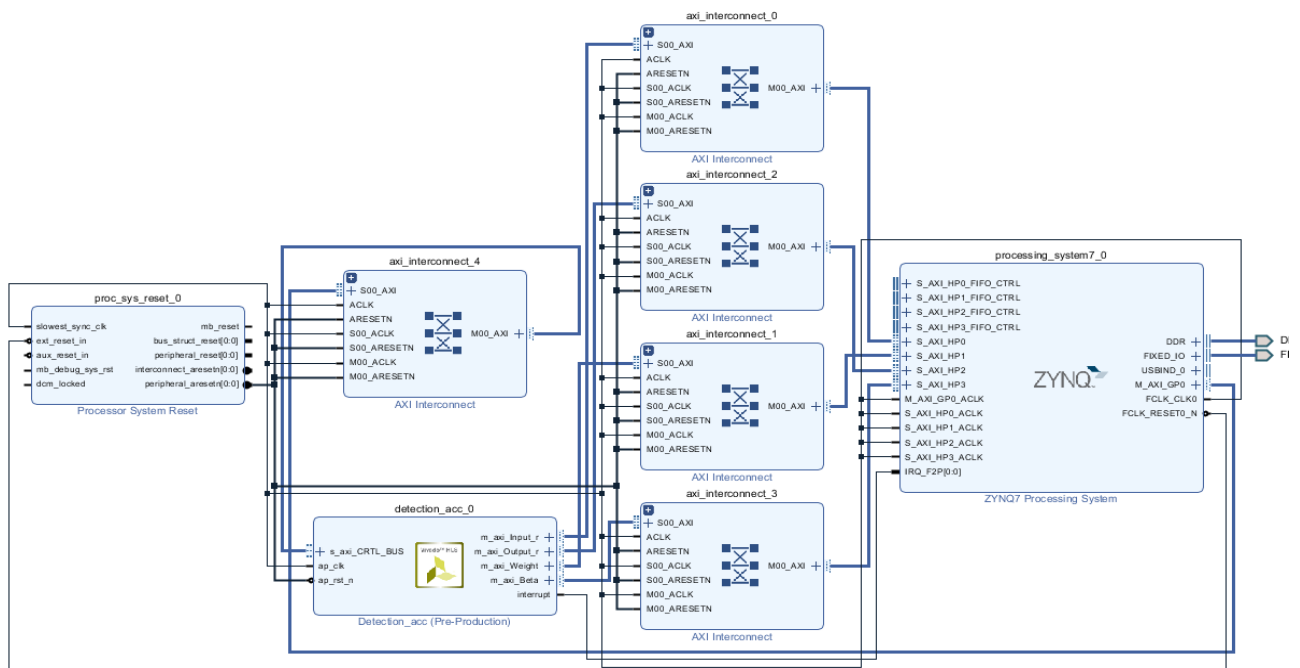 axi_interconnect_0
S00_AXI
ACLK
ARESETN
S00_ACLK
S00_ARESETN
M00_ACLK
M00_ARESETN
M00_AXI
AXI Interconnect
axi_interconnect_2
S00_AXI
ACLK
ARESETN
S00_ACLK
S00_ARESETN
M00_ACLK
M00_ARESETN
M00_AXI
AXI Interconnect
axi_interconnect_4
S00_AXI
ACLK
ARESETN
S00_ACLK
S00_ARESETN
M00_ACLK
M00_ARESETN
M00_AXI
AXI Interconnect
proc_sys_reset_0
slowest_sync_clk
ext_reset_in
aux_reset_in
mb_debug_sys_rst
dcm_locked
mb_reset
bus_struct_reset[0:0]
peripheral_reset[0:0]
interconnect_aresetn[0:0]
peripheral_aresetn[0:0]
Processor System Reset
axi_interconnect_1
S00_AXI
ACLK
ARESETN
S00_ACLK
S00_ARESETN
M00_ACLK
M00_ARESETN
M00_AXI
AXI Interconnect
processing_system7_0
S_AXI_HP0_FIFO_CTRL
S_AXI_HP1_FIFO_CTRL
S_AXI_HP2_FIFO_CTRL
S_AXI_HP3_FIFO_CTRL
S_AXI_HP0
S_AXI_HP1
S_AXI_HP2
S_AXI_HP3
M_AXI_GP0_ACLK
S_AXI_HP0_ACLK
S_AXI_HP1_ACLK
S_AXI_HP2_ACLK
S_AXI_HP3_ACLK
IRQ_F2P[0:0]
ZYNQ
DDR
FIXED_IO
USBIND_0
M_AXI_GP0
FCLK_CLK0
FCLK_RESET0_N
ZYNQ7 Processing System
axi_interconnect_3
S00_AXI
ACLK
ARESETN
S00_ACLK
S00_ARESETN
M00_ACLK
M00_ARESETN
M00_AXI
AXI Interconnect
detection_acc_0
s_axi_CRTL_BUS
ap_clk
ap_rst_n
m_axi_Input_r
m_axi_Output_r
m_axi_Weight
m_axi_Beta
interrupt
Detection_acc (Pre-Production)